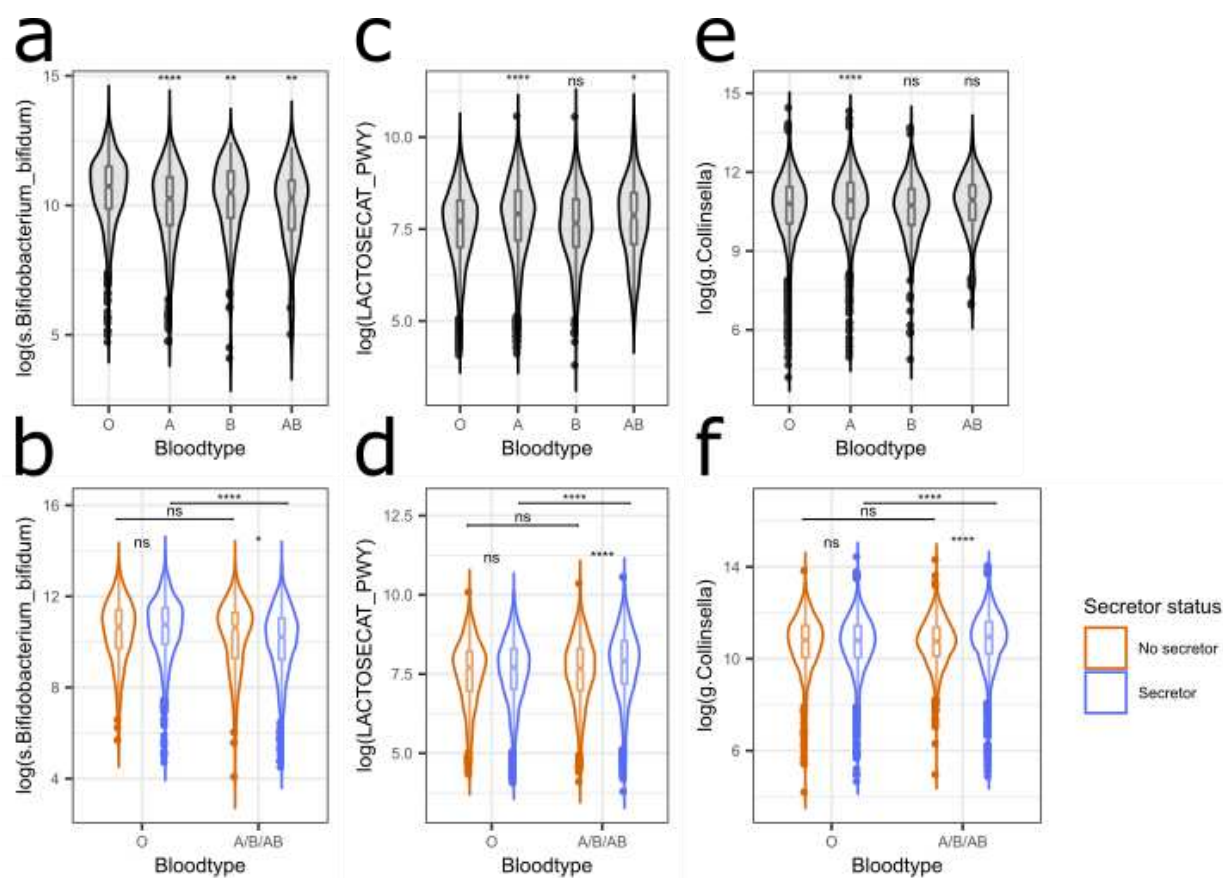 a
log(s.Bifidobacterium_bifidum)
15
10
5
****
**
**
O
A
B
AB
Bloodtype
c
log(LACTOSECAT_PWY)
10.0
7.5
5.0
****
ns
*
O
A
B
AB
Bloodtype
e
log(g.Collinsella)
15
12
9
6
****
ns
ns
O
A
B
AB
Bloodtype
b
log(s.Bifidobacterium_bifidum)
16
12
8
4
****
ns
ns
*
O
A/B/AB
Bloodtype
d
log(LACTOSECAT_PWY)
12.5
10.0
7.5
5.0
****
ns
ns
****
O
A/B/AB
Bloodtype
f
log(g.Collinsella)
14
10
6
****
ns
ns
****
O
A/B/AB
Bloodtype
Secretor status
No secretor
Secretor